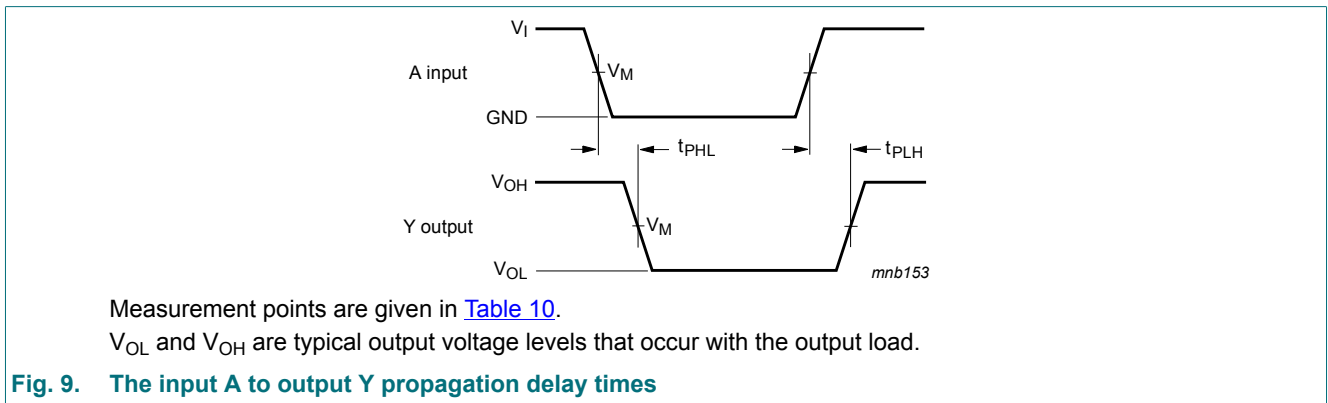 VI
A input
VM
GND
tPHL
tPLH
VOH
Y output
VM
VOL
mnb153
Measurement points are given in Table 10.
VOL and VOH are typical output voltage levels that occur with the output load.
Fig. 9. The input A to output Y propagation delay times